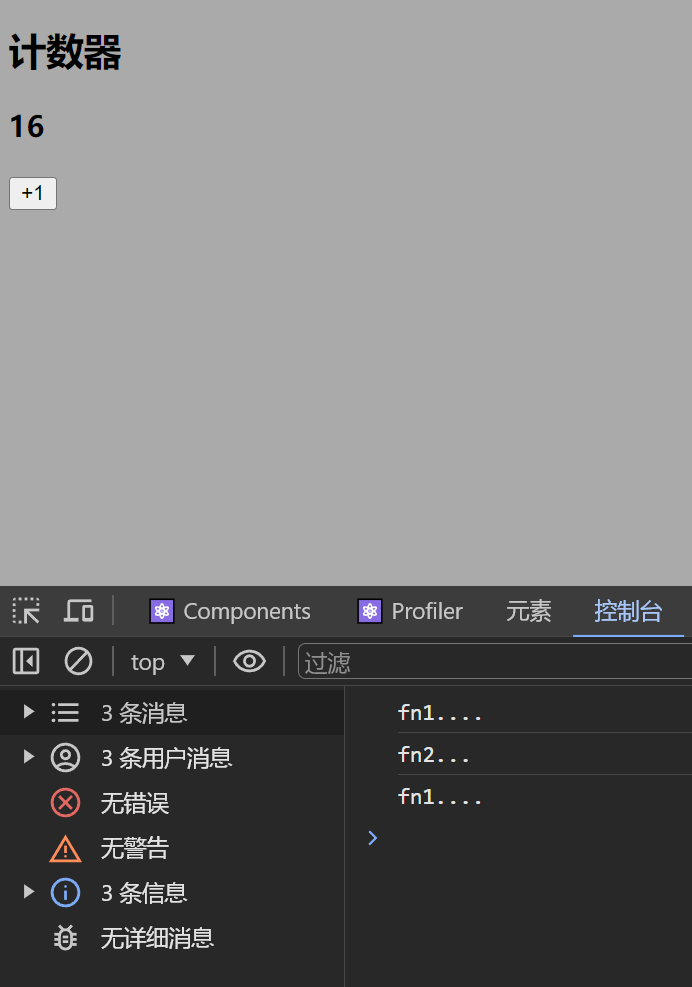 计数器
16
+1
Components Profiler 元素 控制台
top 过滤
3 条消息
3 条用户消息
无错误
无警告
3 条信息
无详细消息
fn1....
fn2...
fn1....